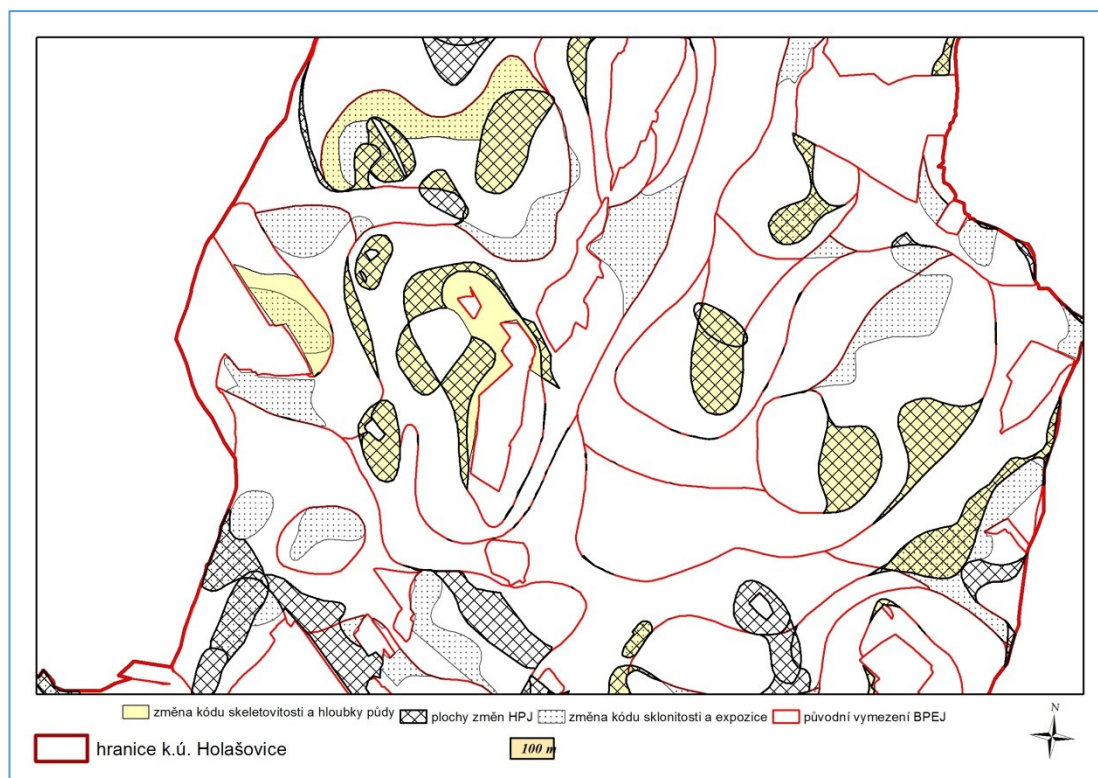 změna kódu skeletovitosti a hloubky půdy plochy změn HPJ změna kódu sklonitosti a expozice původní vymezení BPEJ
N
hranice k.ú. Holašovice 100 m